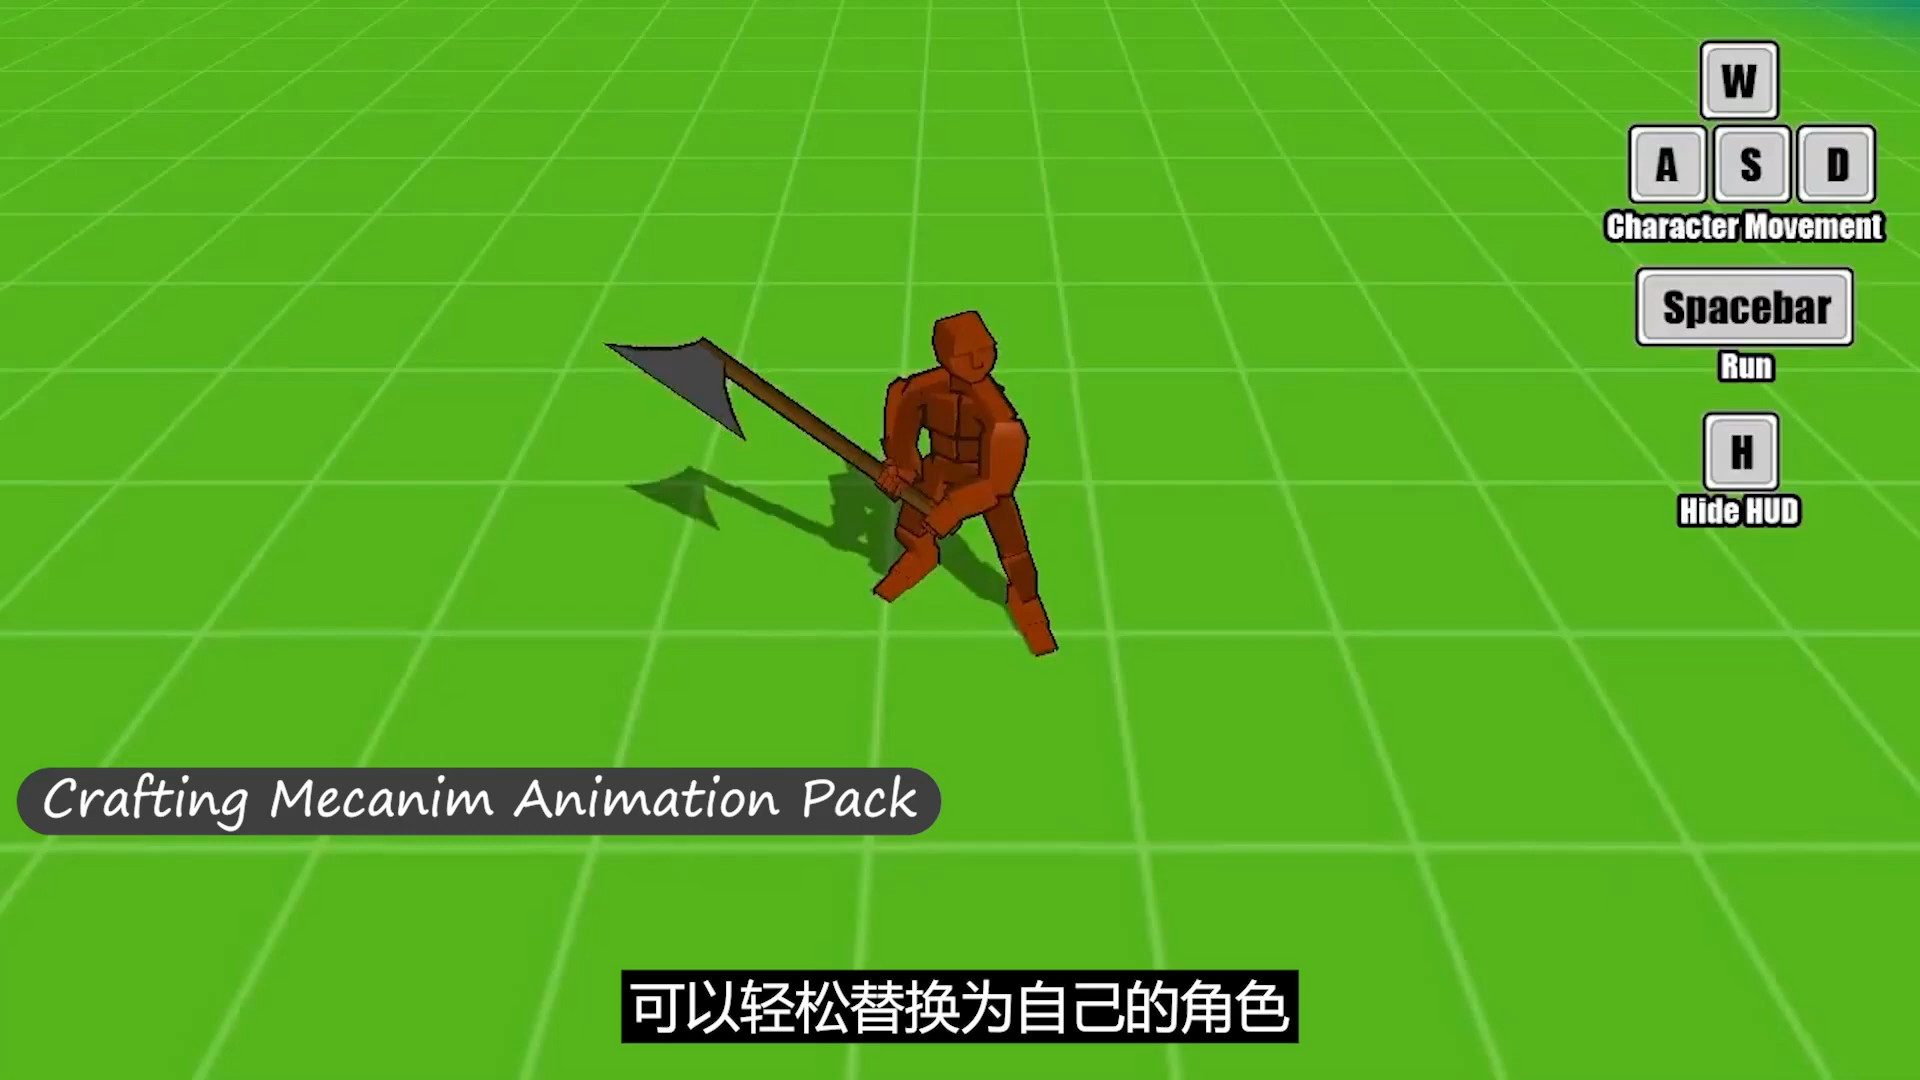 W
A S D
Character Movement
Spacebar
Run
H
Hide HUD
Crafting Mecanim Animation Pack
可以轻松替换为自己的角色